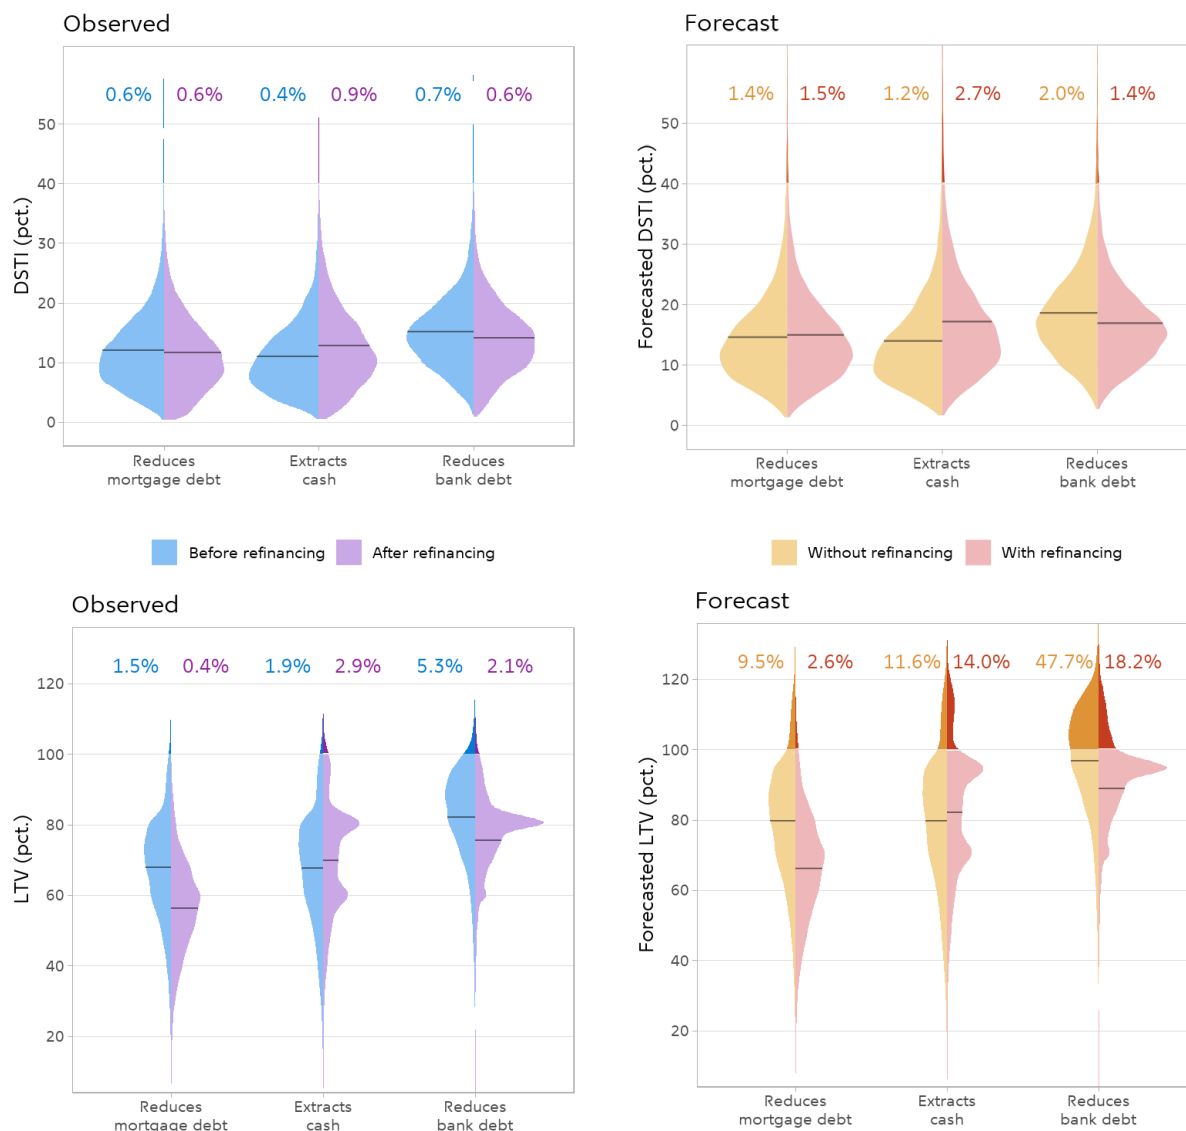 Observed
0.6% 0.6% 0.4% 0.9% 0.7% 0.6%
DSTI (pct.)
50
40
30
20
10
0
Reduces mortgage debt
Extracts cash
Reduces bank debt
Before refinancing After refinancing
Forecast
1.4% 1.5% 1.2% 2.7% 2.0% 1.4%
Forecasted DSTI (pct.)
50
40
30
20
10
0
Reduces mortgage debt
Extracts cash
Reduces bank debt
Without refinancing With refinancing
Observed
1.5% 0.4% 1.9% 2.9% 5.3% 2.1%
LTV (pct.)
120
100
80
60
40
20
Reduces mortgage debt
Extracts cash
Reduces bank debt
Forecast
9.5% 2.6% 11.6% 14.0% 47.7% 18.2%
Forecasted LTV (pct.)
120
100
80
60
40
20
Reduces mortgage debt
Extracts cash
Reduces bank debt